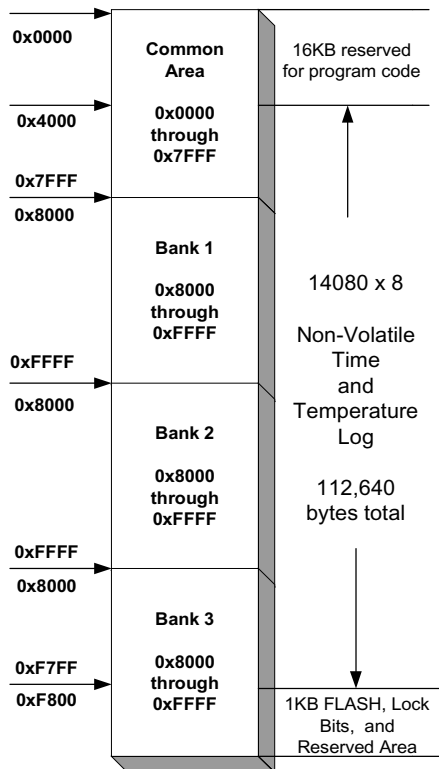 0x0000
0x4000
0x7FFF
0x8000
0xFFFF
0x8000
0xFFFF
0x8000
0xF7FF
0xF800
Common
Area
0x0000
through
0x7FFF
Bank 1
0x8000
through
0xFFFF
Bank 2
0x8000
through
0xFFFF
Bank 3
0x8000
through
0xFFFF
16KB reserved
for program code
14080 x 8
Non-Volatile
Time
and
Temperature
Log
112,640
bytes total
1KB FLASH, Lock
Bits, and
Reserved Area